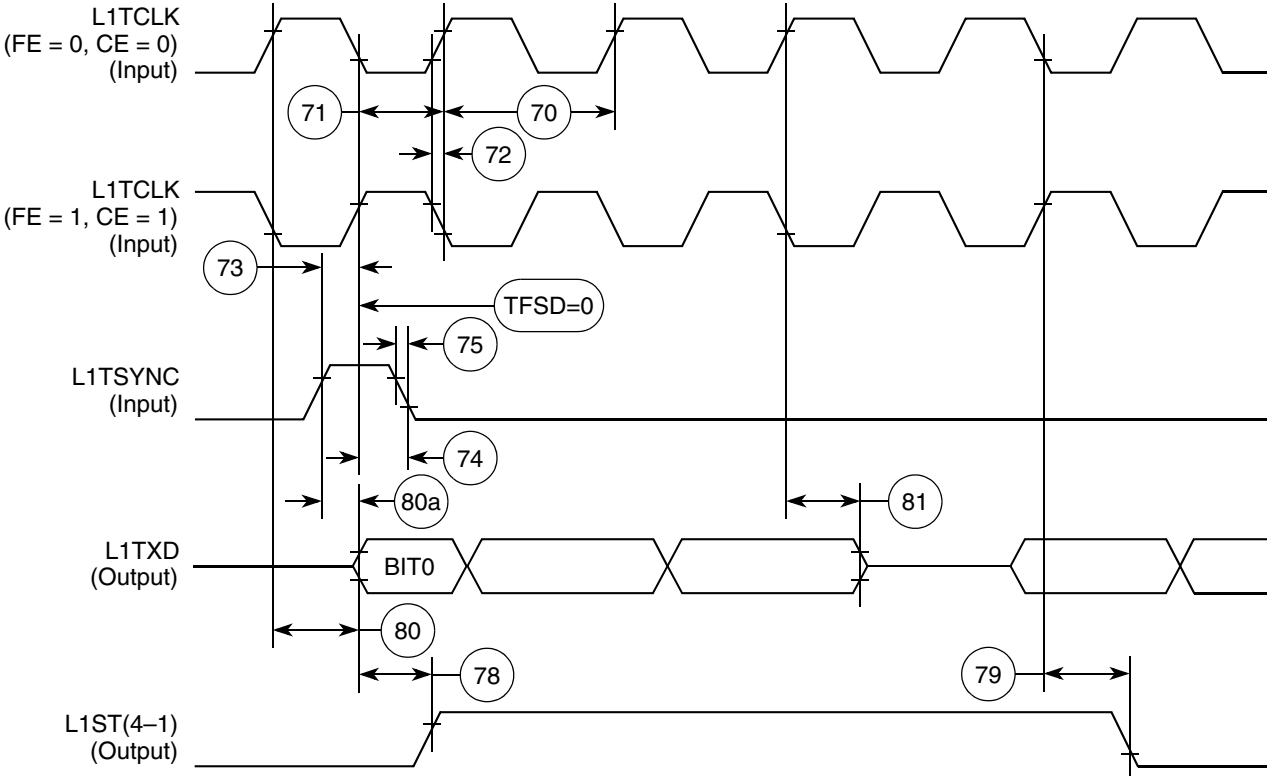 L1TCLK
(FE = 0, CE = 0)
(Input)
71
70
72
L1TCLK
(FE = 1, CE = 1)
(Input)
73
TFSD=0
75
L1TSYNC
(Input)
74
80a
81
L1TXD
(Output)
BIT0
80
78
79
L1ST(4–1)
(Output)